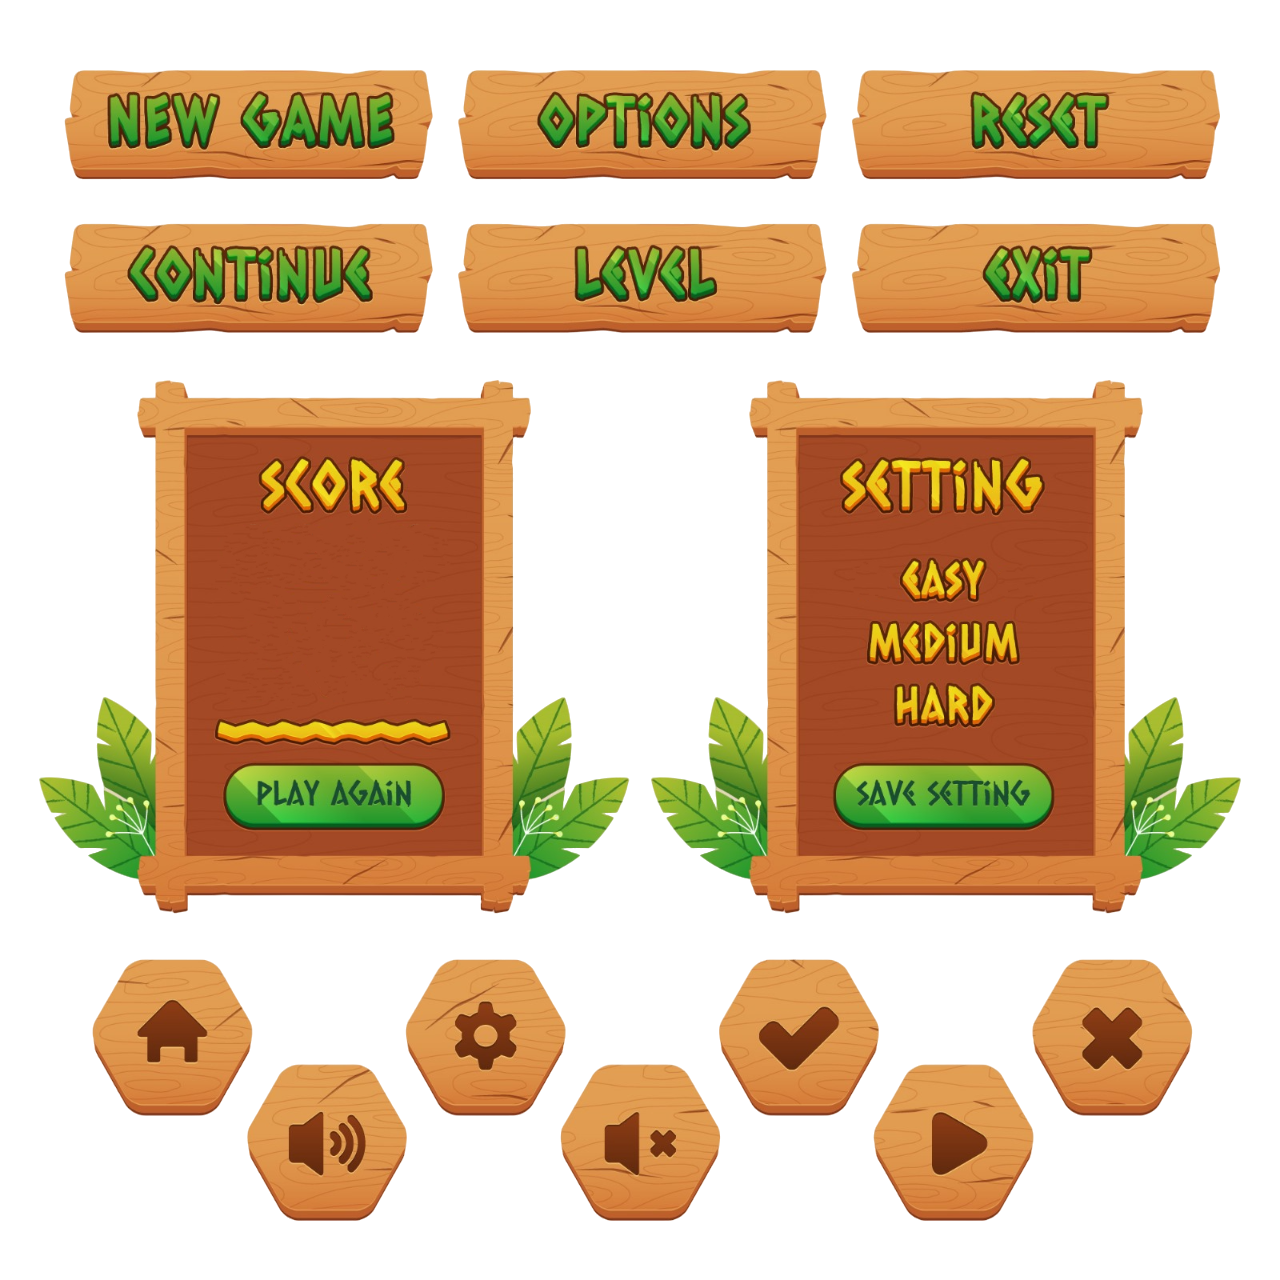 NEW GAME
OPTIONS
RESET
CONTINUE
LEVEL
EXIT
SCORE
PLAY AGAIN
SETTING
EASY
MEDIUM
HARD
SAVE SETTING